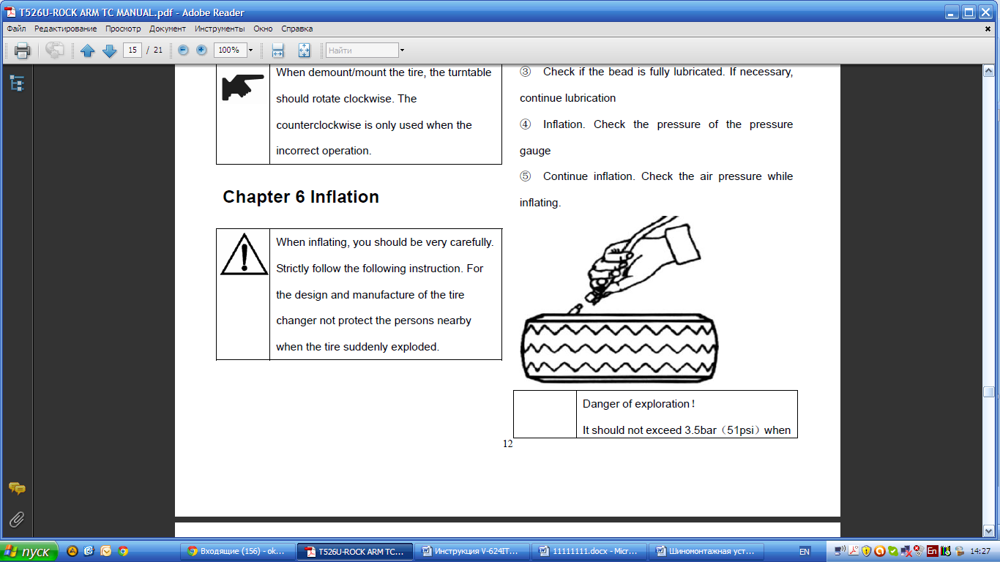 T526U-ROCK ARM TC MANUAL.pdf - Adobe Reader
Файл Редактирование Просмотр Документ Инструменты Окно Справка
15 / 21 100% Найти
When demount/mount the tire, the turntable
should rotate clockwise. The
counterclockwise is only used when the
incorrect operation.
Chapter 6 Inflation
When inflating, you should be very carefully.
Strictly follow the following instruction. For
the design and manufacture of the tire
changer not protect the persons nearby
when the tire suddenly exploded.
③ Check if the bead is fully lubricated. If necessary,
continue lubrication
④ Inflation. Check the pressure of the pressure
gauge
⑤ Continue inflation. Check the air pressure while
inflating.
Danger of exploration！
It should not exceed 3.5bar（51psi）when
12
пуск Входящие (156) - ok... T526U-ROCK ARM TC... Инструкция V-624IT... 11111111.docx - Micr... Шиномонтажная уст... EN En 14:27